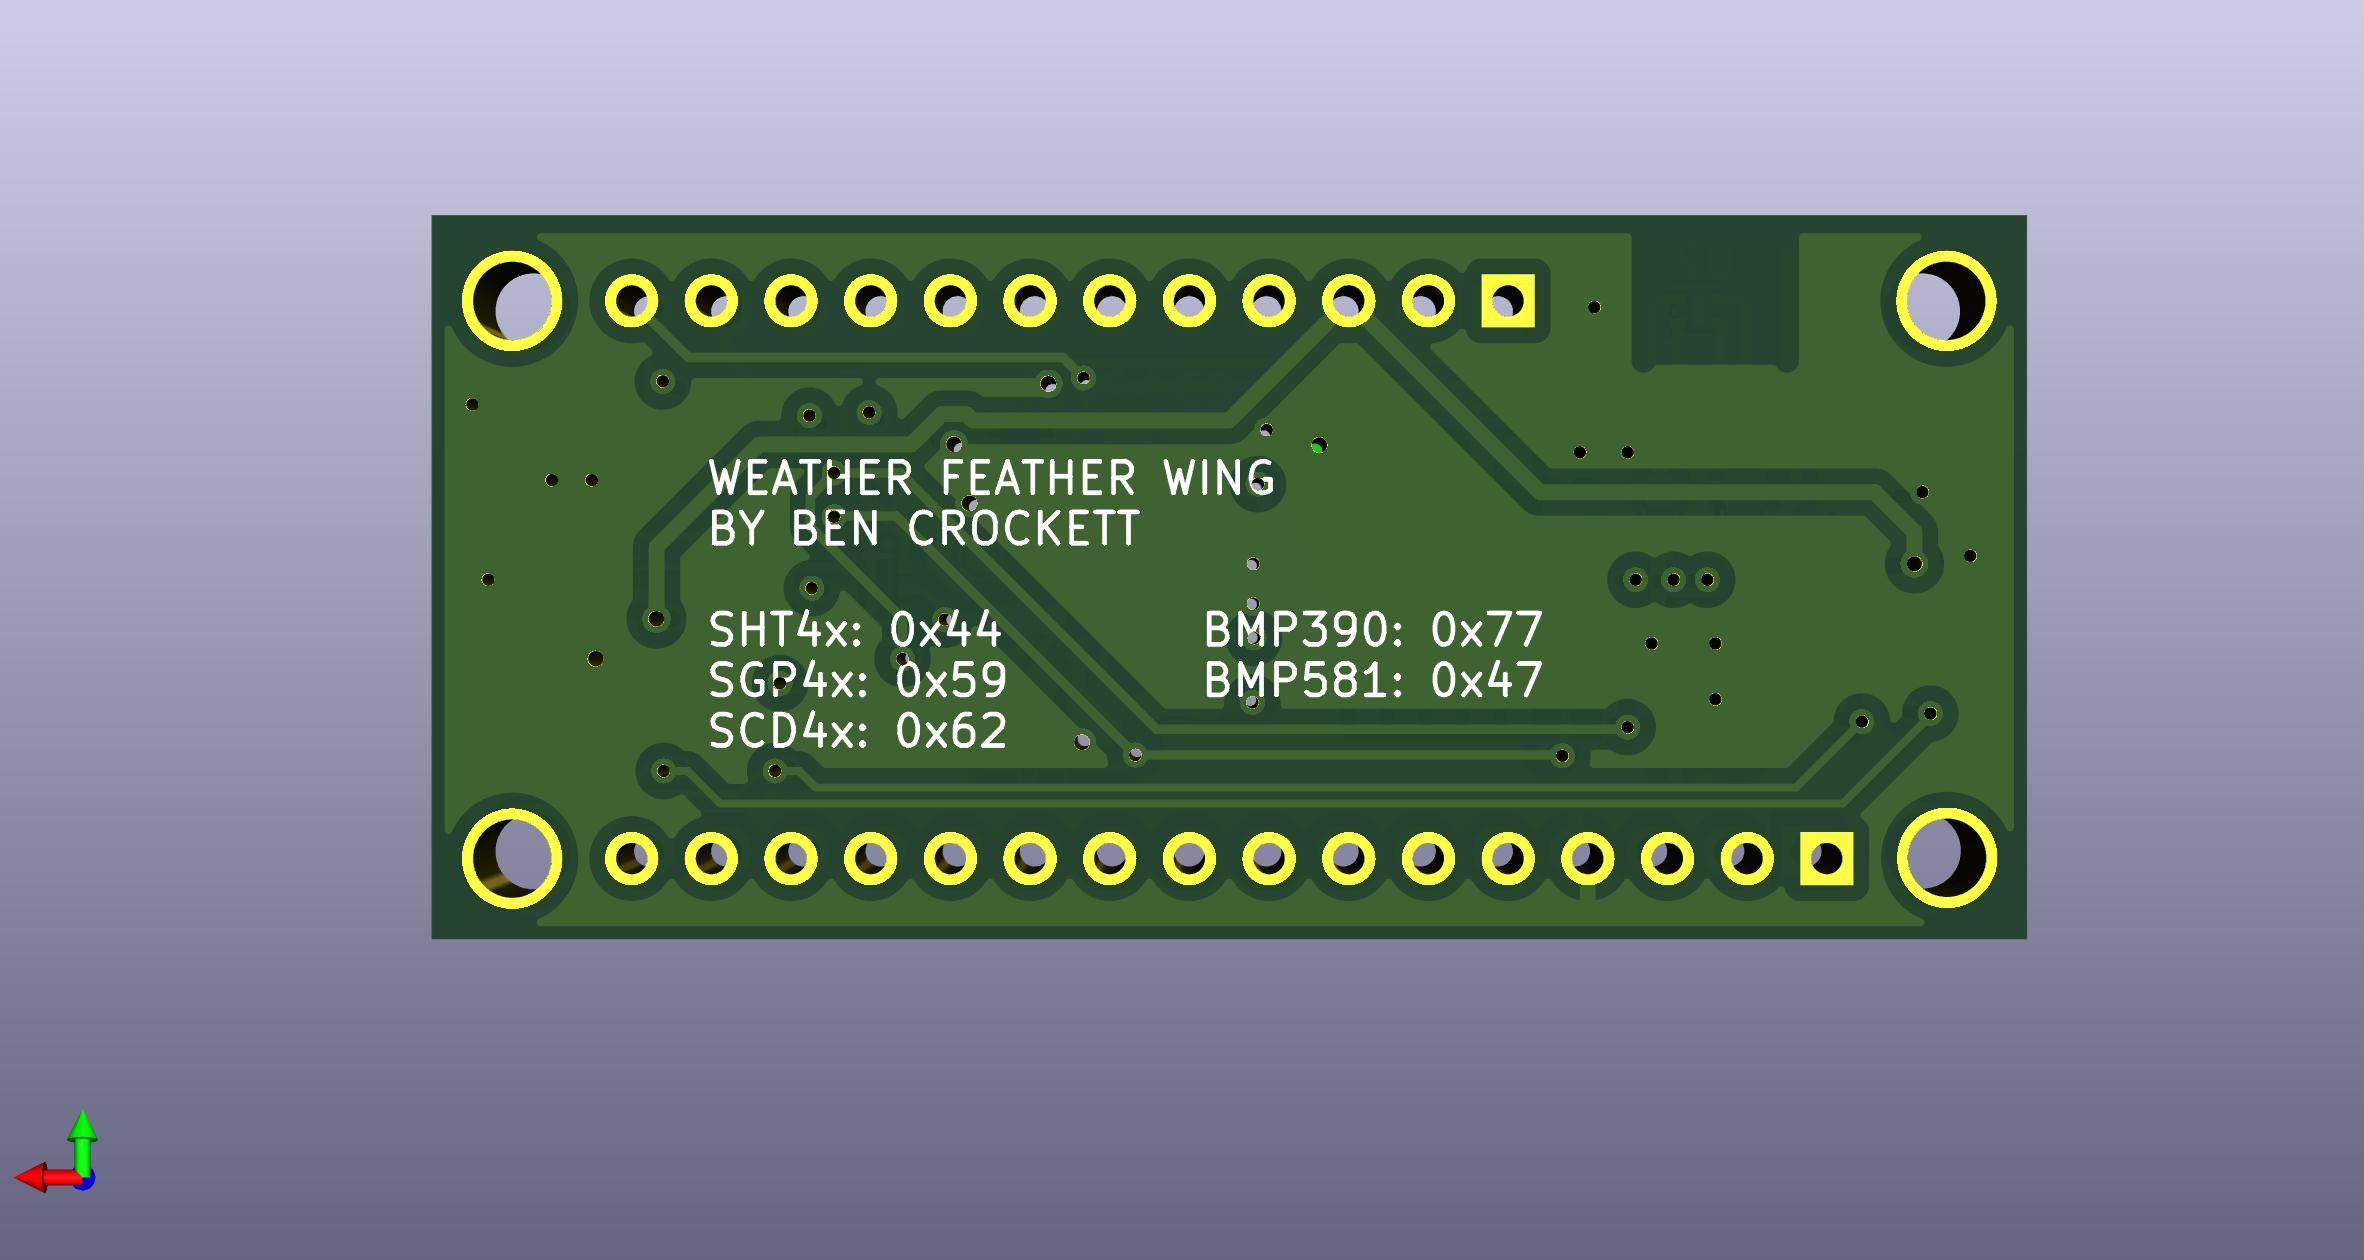 WEATHER FEATHER WING
BY BEN CROCKETT
SHT4x: 0x44
SGP4x: 0x59
SCD4x: 0x62
BMP390: 0x77
BMP581: 0x47